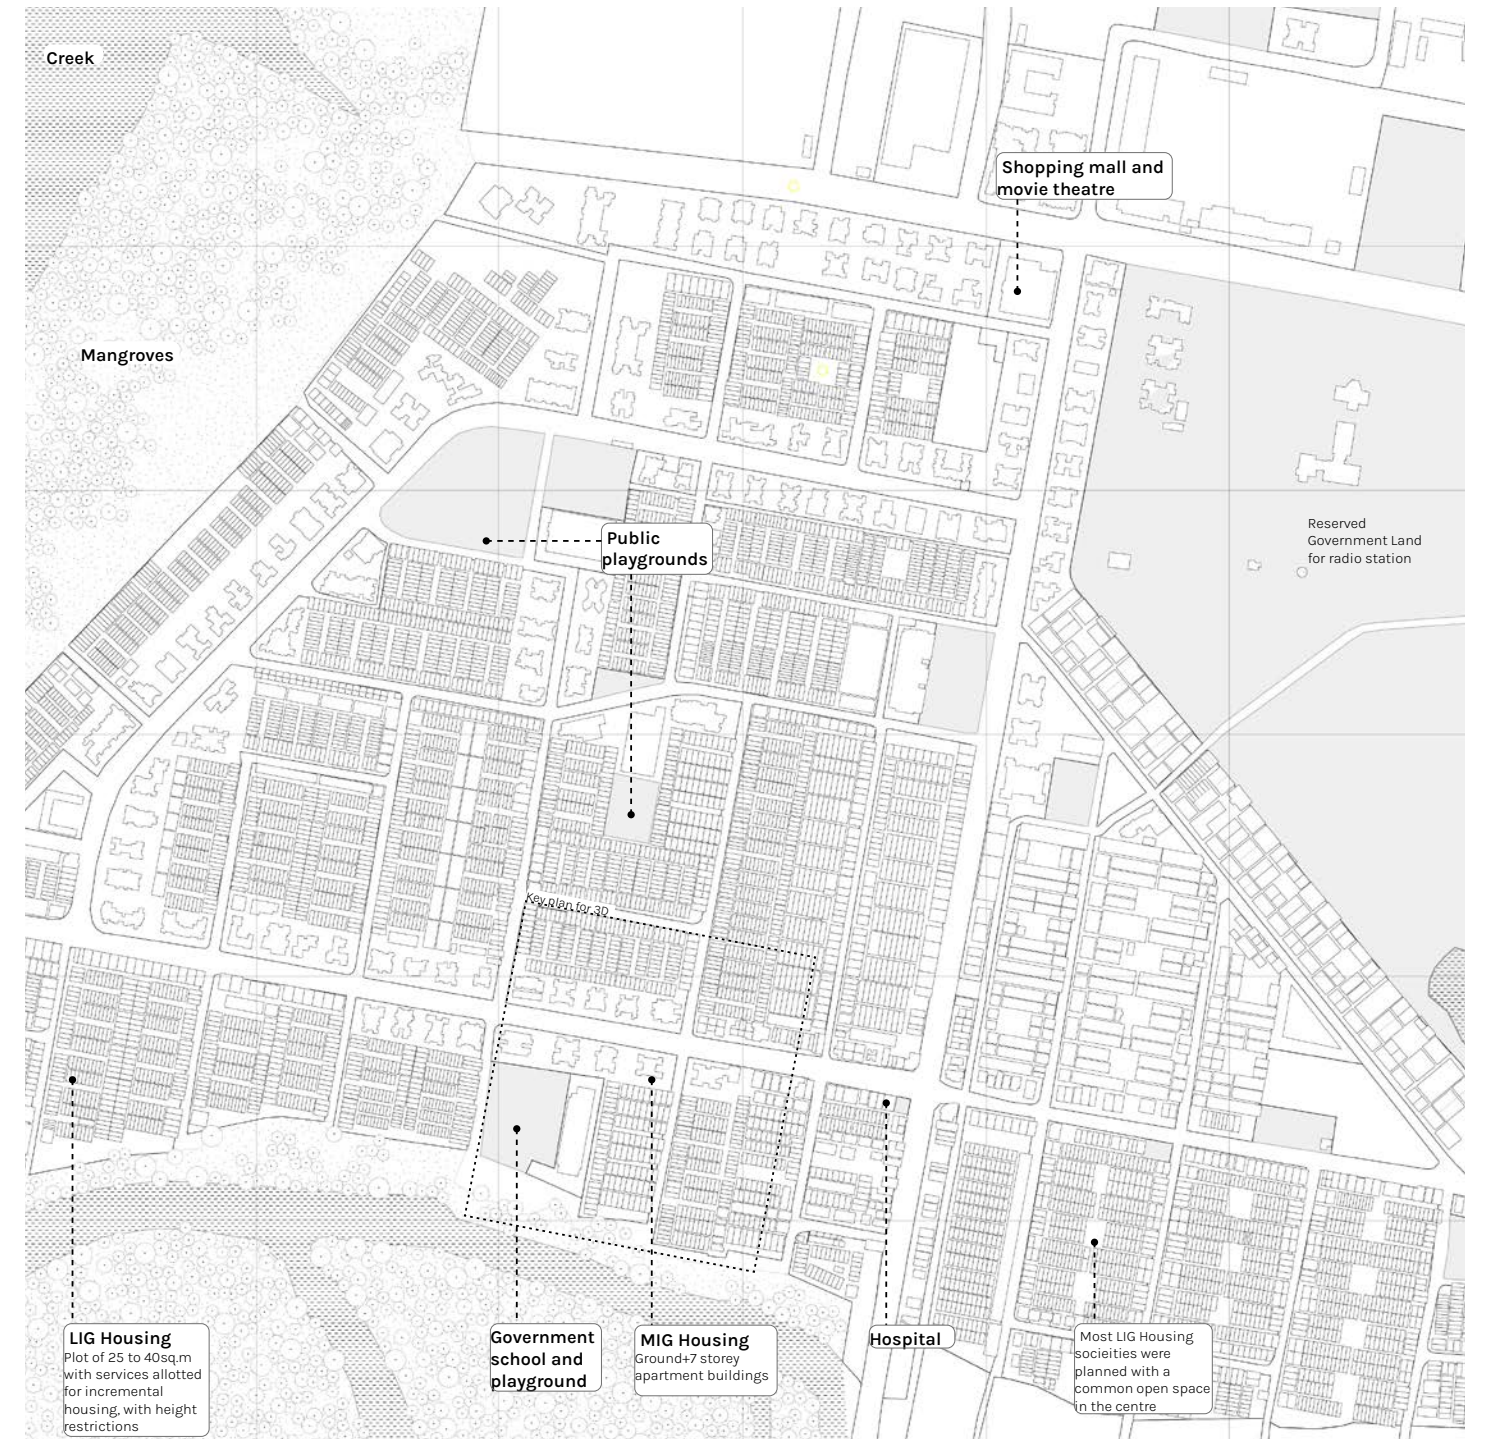 Creek
Shopping mall and
movie theatre
Mangroves
Reserved
Government Land
for radio station
Public
playgrounds
Key plan for 3D
LIG Housing
Plot of 25 to 40sq.m
with services allotted
for incremental
housing, with height
restrictions
Government
school and
playground
MIG Housing
Ground+7 storey
apartment buildings
Hospital
Most LIG Housing
socieities were
planned with a
common open space
in the centre